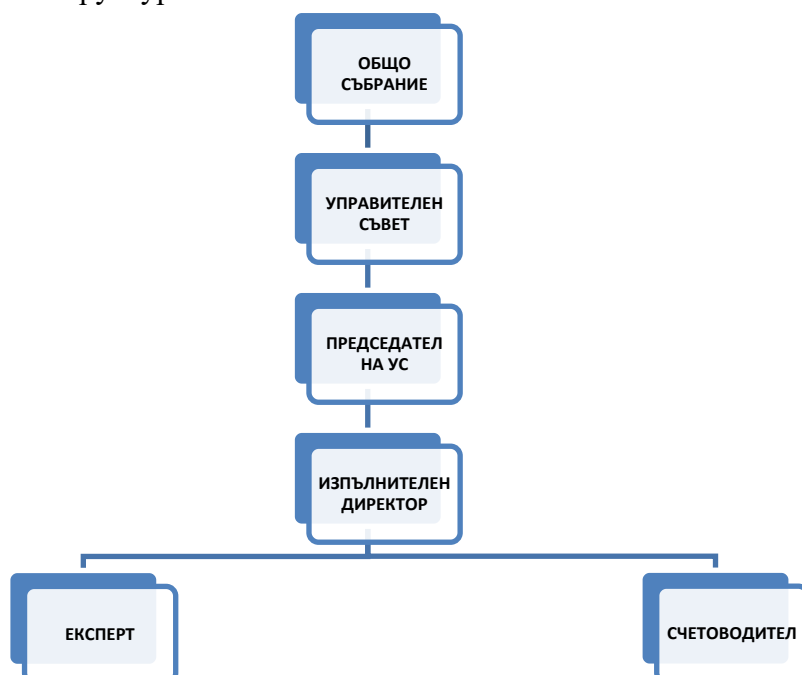 ОБЩО
СЪБРАНИЕ
УПРАВИТЕЛЕН
СЪВЕТ
ПРЕДСЕДАТЕЛ
НА УС
ИЗПЪЛНИТЕЛЕН
ДИРЕКТОР
ЕКСПЕРТ
СЧЕТОВОДИТЕЛ